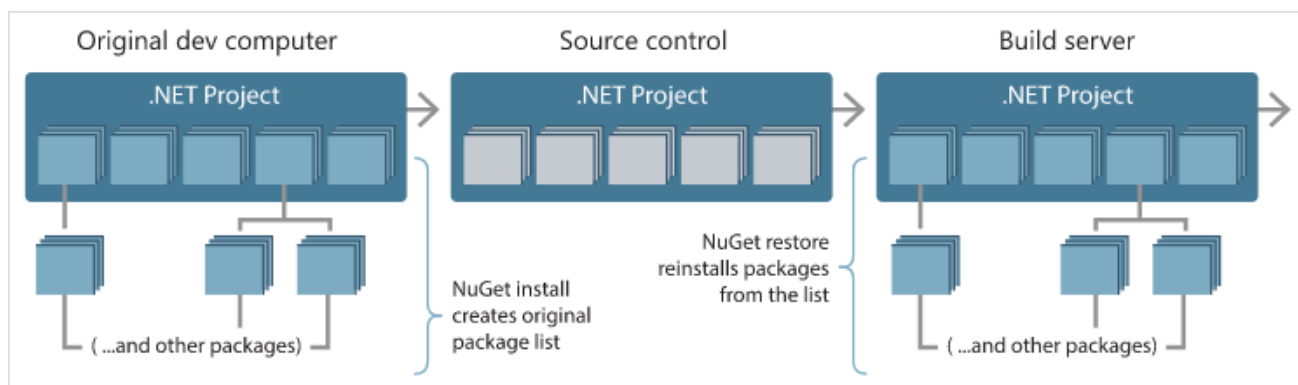 Original dev computer
Source control
Build server
.NET Project
.NET Project
.NET Project
NuGet install
creates original
package list
NuGet restore
reinstalls packages
from the list
( ...and other packages)
( ...and other packages)